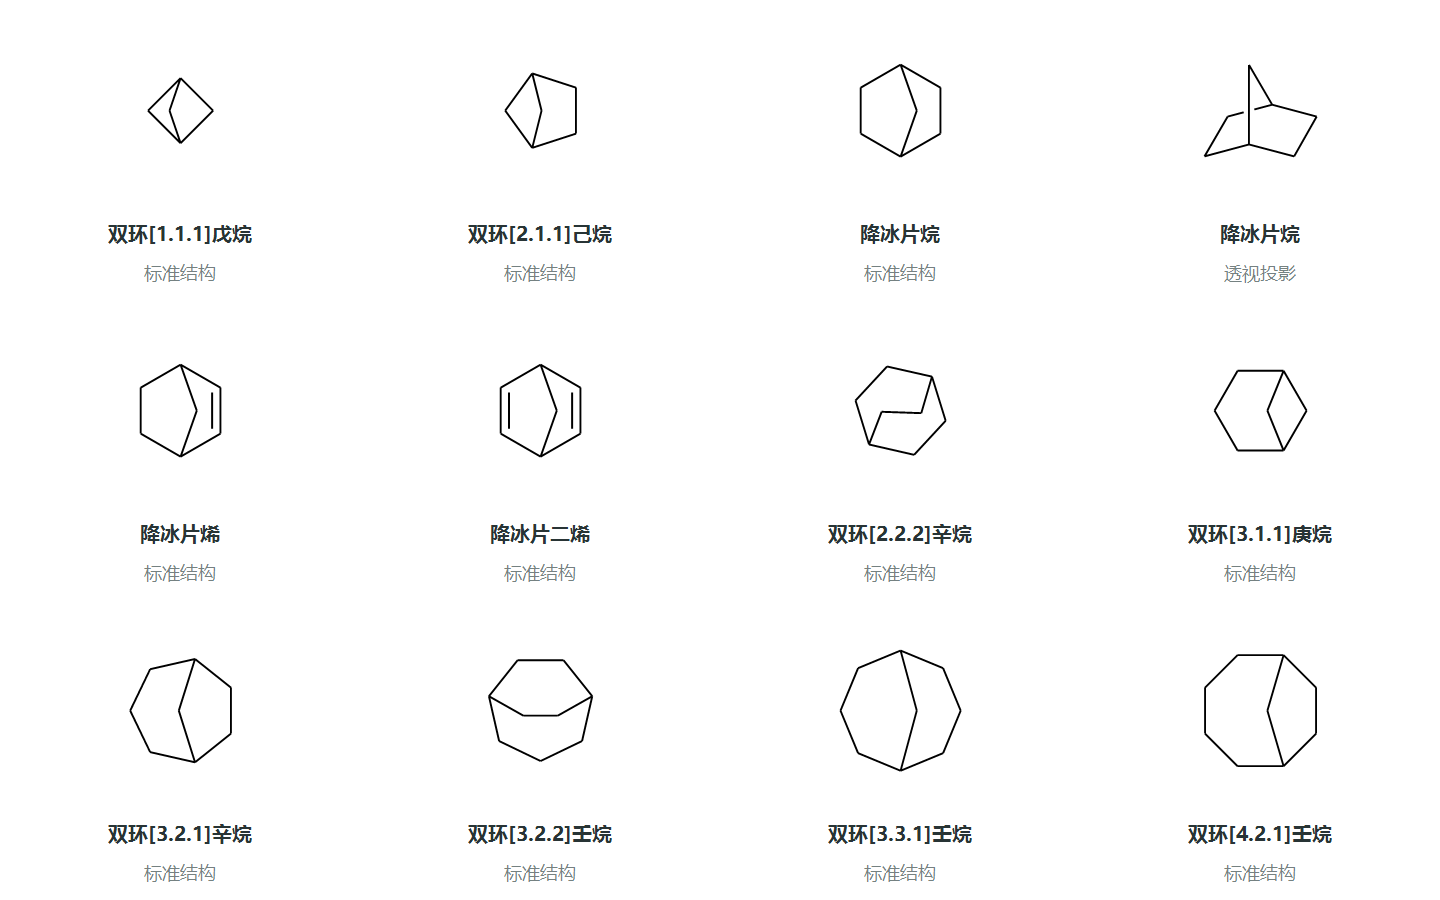 双环[1.1.1]戊烷
标准结构
双环[2.1.1]己烷
标准结构
降冰片烷
标准结构
降冰片烷
透视投影
降冰片烯
标准结构
降冰片二烯
标准结构
双环[2.2.2]辛烷
标准结构
双环[3.1.1]庚烷
标准结构
双环[3.2.1]辛烷
标准结构
双环[3.2.2]壬烷
标准结构
双环[3.3.1]壬烷
标准结构
双环[4.2.1]壬烷
标准结构